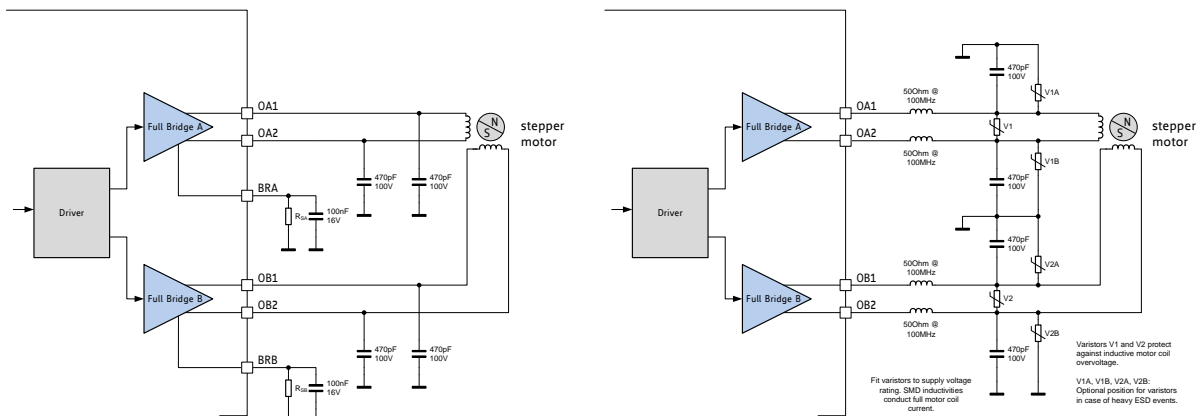 Driver
Full Bridge A
Full Bridge B
OA1
OA2
BRA
R_SA
100nF
16V
470pF
100V
470pF
100V
N
S
stepper
motor
OB1
OB2
BRB
R_SB
100nF
16V
470pF
100V
470pF
100V
Driver
Full Bridge A
Full Bridge B
OA1
OA2
50Ohm @
100MHz
50Ohm @
100MHz
470pF
100V
V1A
V1
V1B
470pF
100V
N
S
stepper
motor
470pF
100V
V2A
OB1
OB2
50Ohm @
100MHz
50Ohm @
100MHz
V2
V2B
470pF
100V
Fit varistors to supply voltage
rating. SMD inductivities
conduct full motor coil
current.
Varistors V1 and V2 protect
against inductive motor coil
overvoltage.
V1A, V1B, V2A, V2B:
Optional position for varistors
in case of heavy ESD events.